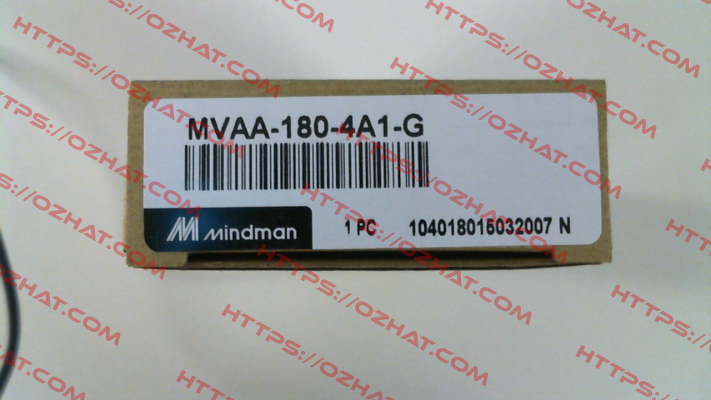 MVAA-180-4A1-G
Mindman
1 PC
104018015032007 N
HTTPS://OZHAT.COM